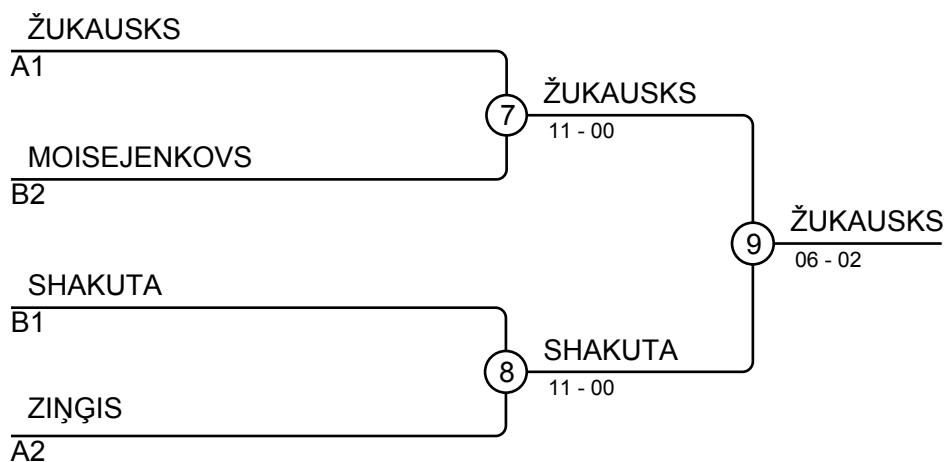 ŽUKAUSKS
A1
7
ŽUKAUSKS
11 - 00
MOISEJENKOVS
B2
9
ŽUKAUSKS
06 - 02
SHAKUTA
B1
8
SHAKUTA
11 - 00
ZIŅĢIS
A2